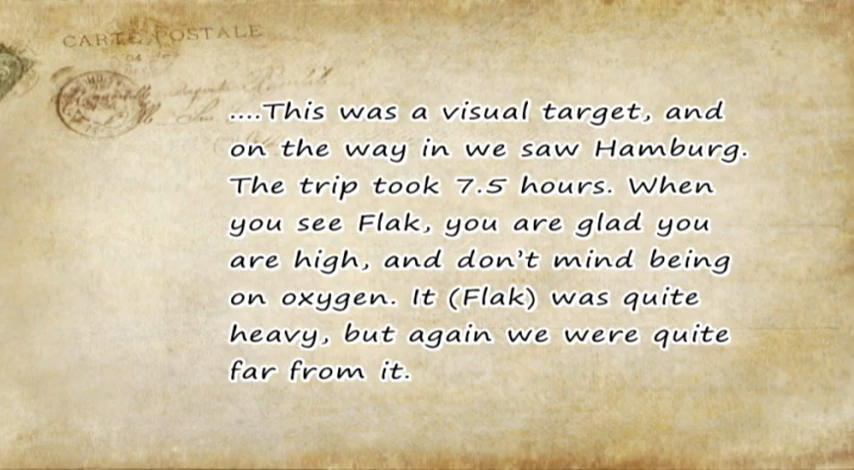 CARTE POSTALE
....This was a visual target, and
on the way in we saw Hamburg.
The trip took 7.5 hours. When
you see Flak, you are glad you
are high, and don't mind being
on oxygen. It (Flak) was quite
heavy, but again we were quite
far from it.